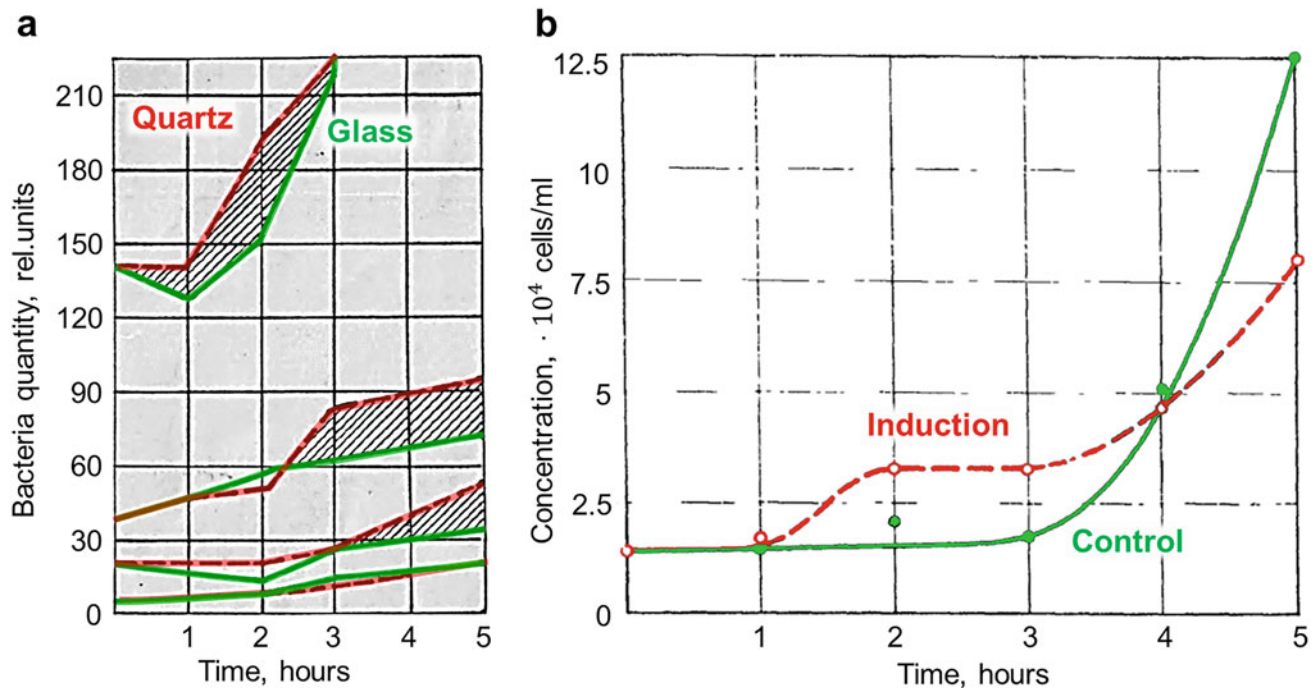 a
Bacteria quantity, rel.units
210
180
150
120
90
60
30
0
Quartz
Glass
1 2 3 4 5
Time, hours
b
Concentration, · 10⁴ cells/ml
12.5
10
7.5
5
2.5
0
Induction
Control
1 2 3 4 5
Time, hours